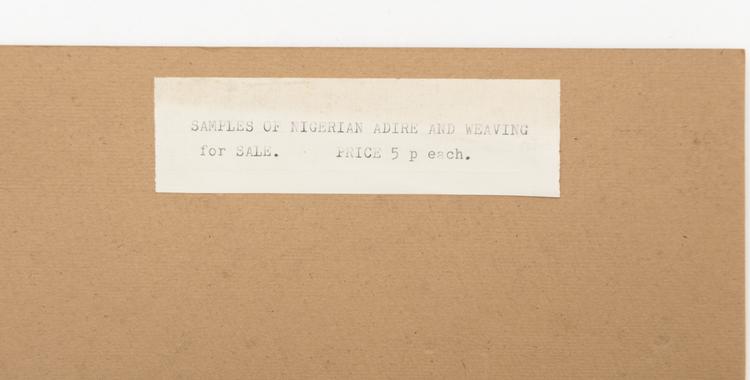 SAMPLES OF NIGERIAN ADIRE AND WEAVING
for SALE. PRICE 5 p each.